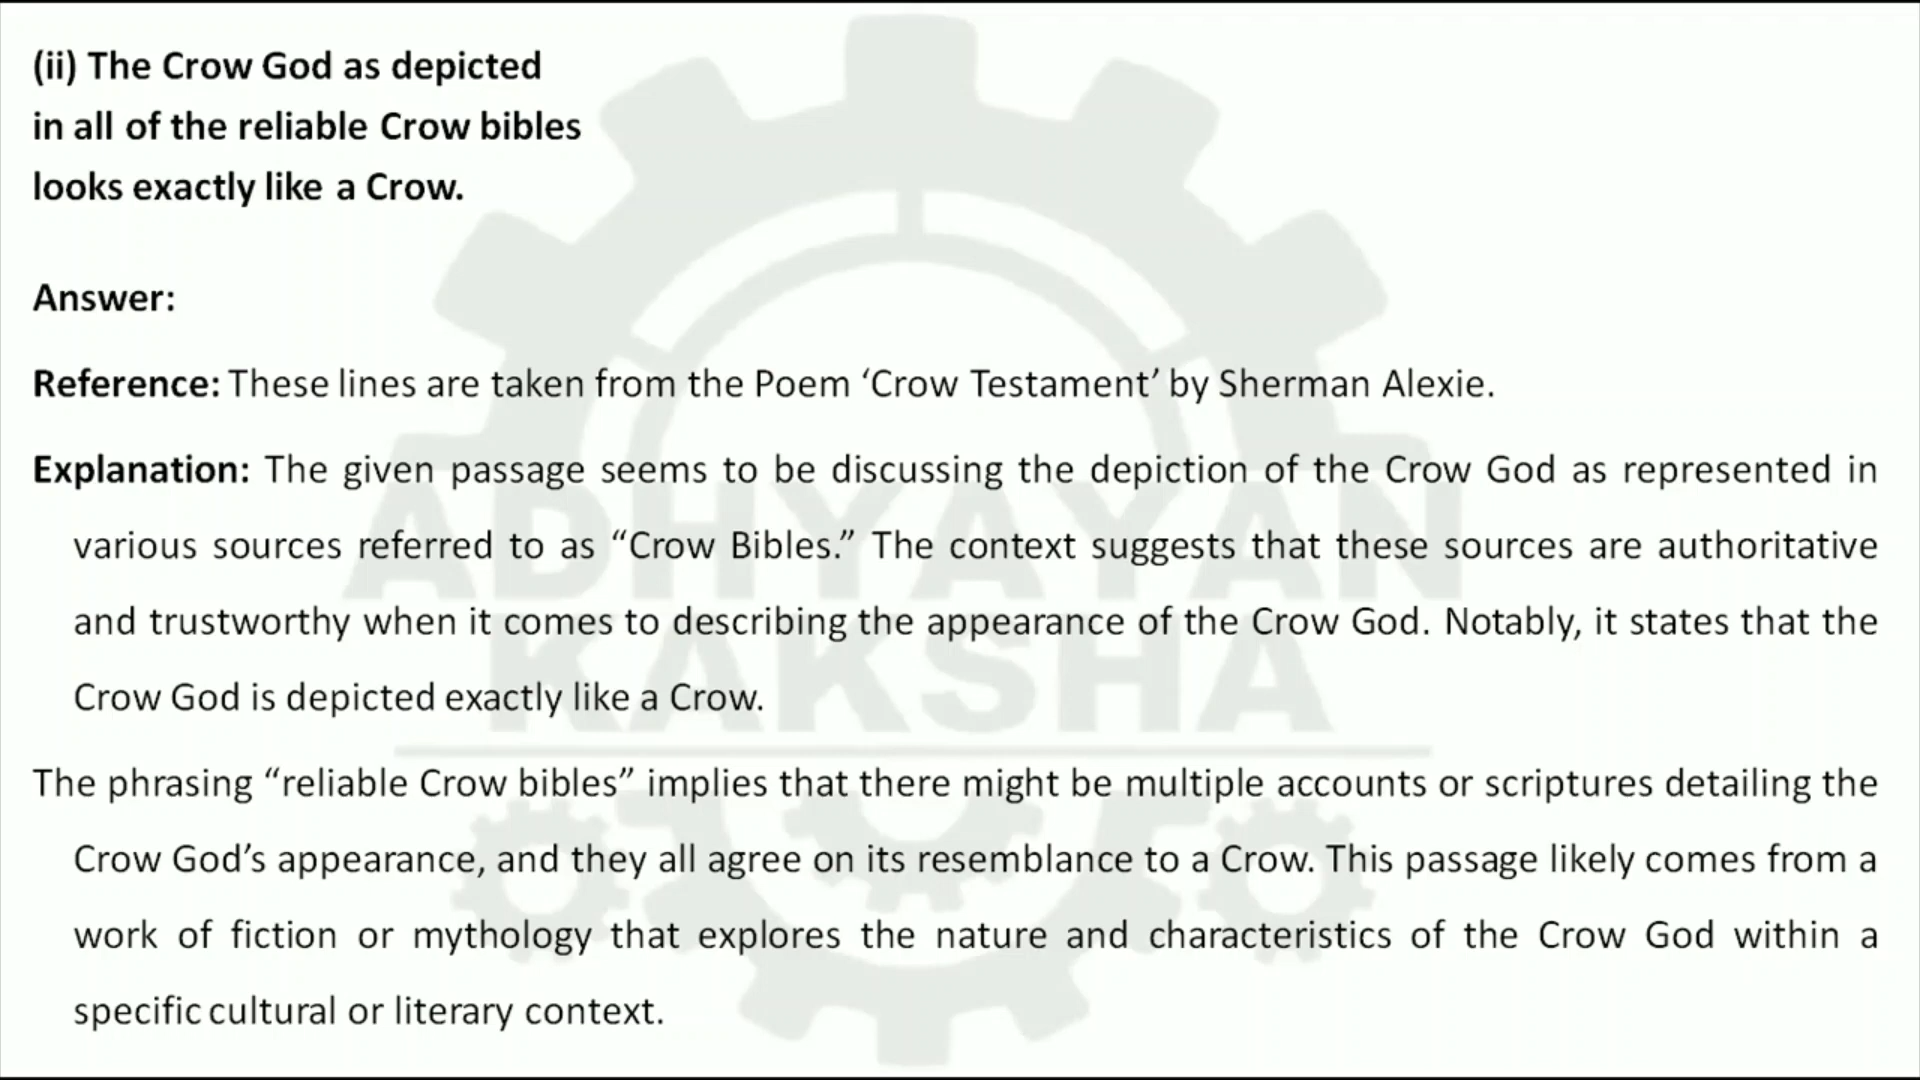 (ii) The Crow God as depicted
in all of the reliable Crow bibles
looks exactly like a Crow.
Answer:
Reference: These lines are taken from the Poem ‘Crow Testament’ by Sherman Alexie.
Explanation: The given passage seems to be discussing the depiction of the Crow God as represented in
various sources referred to as “Crow Bibles.” The context suggests that these sources are authoritative
and trustworthy when it comes to describing the appearance of the Crow God. Notably, it states that the
Crow God is depicted exactly like a Crow.
The phrasing “reliable Crow bibles” implies that there might be multiple accounts or scriptures detailing the
Crow God’s appearance, and they all agree on its resemblance to a Crow. This passage likely comes from a
work of fiction or mythology that explores the nature and characteristics of the Crow God within a
specific cultural or literary context.
ADHYAYAN
KAKSHA